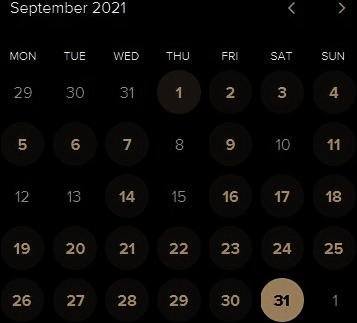 September 2021
MON TUE WED THU FRI SAT SUN
29 30 31 1 2 3 4
5 6 7 8 9 10 11
12 13 14 15 16 17 18
19 20 21 22 23 24 25
26 27 28 29 30 31 1